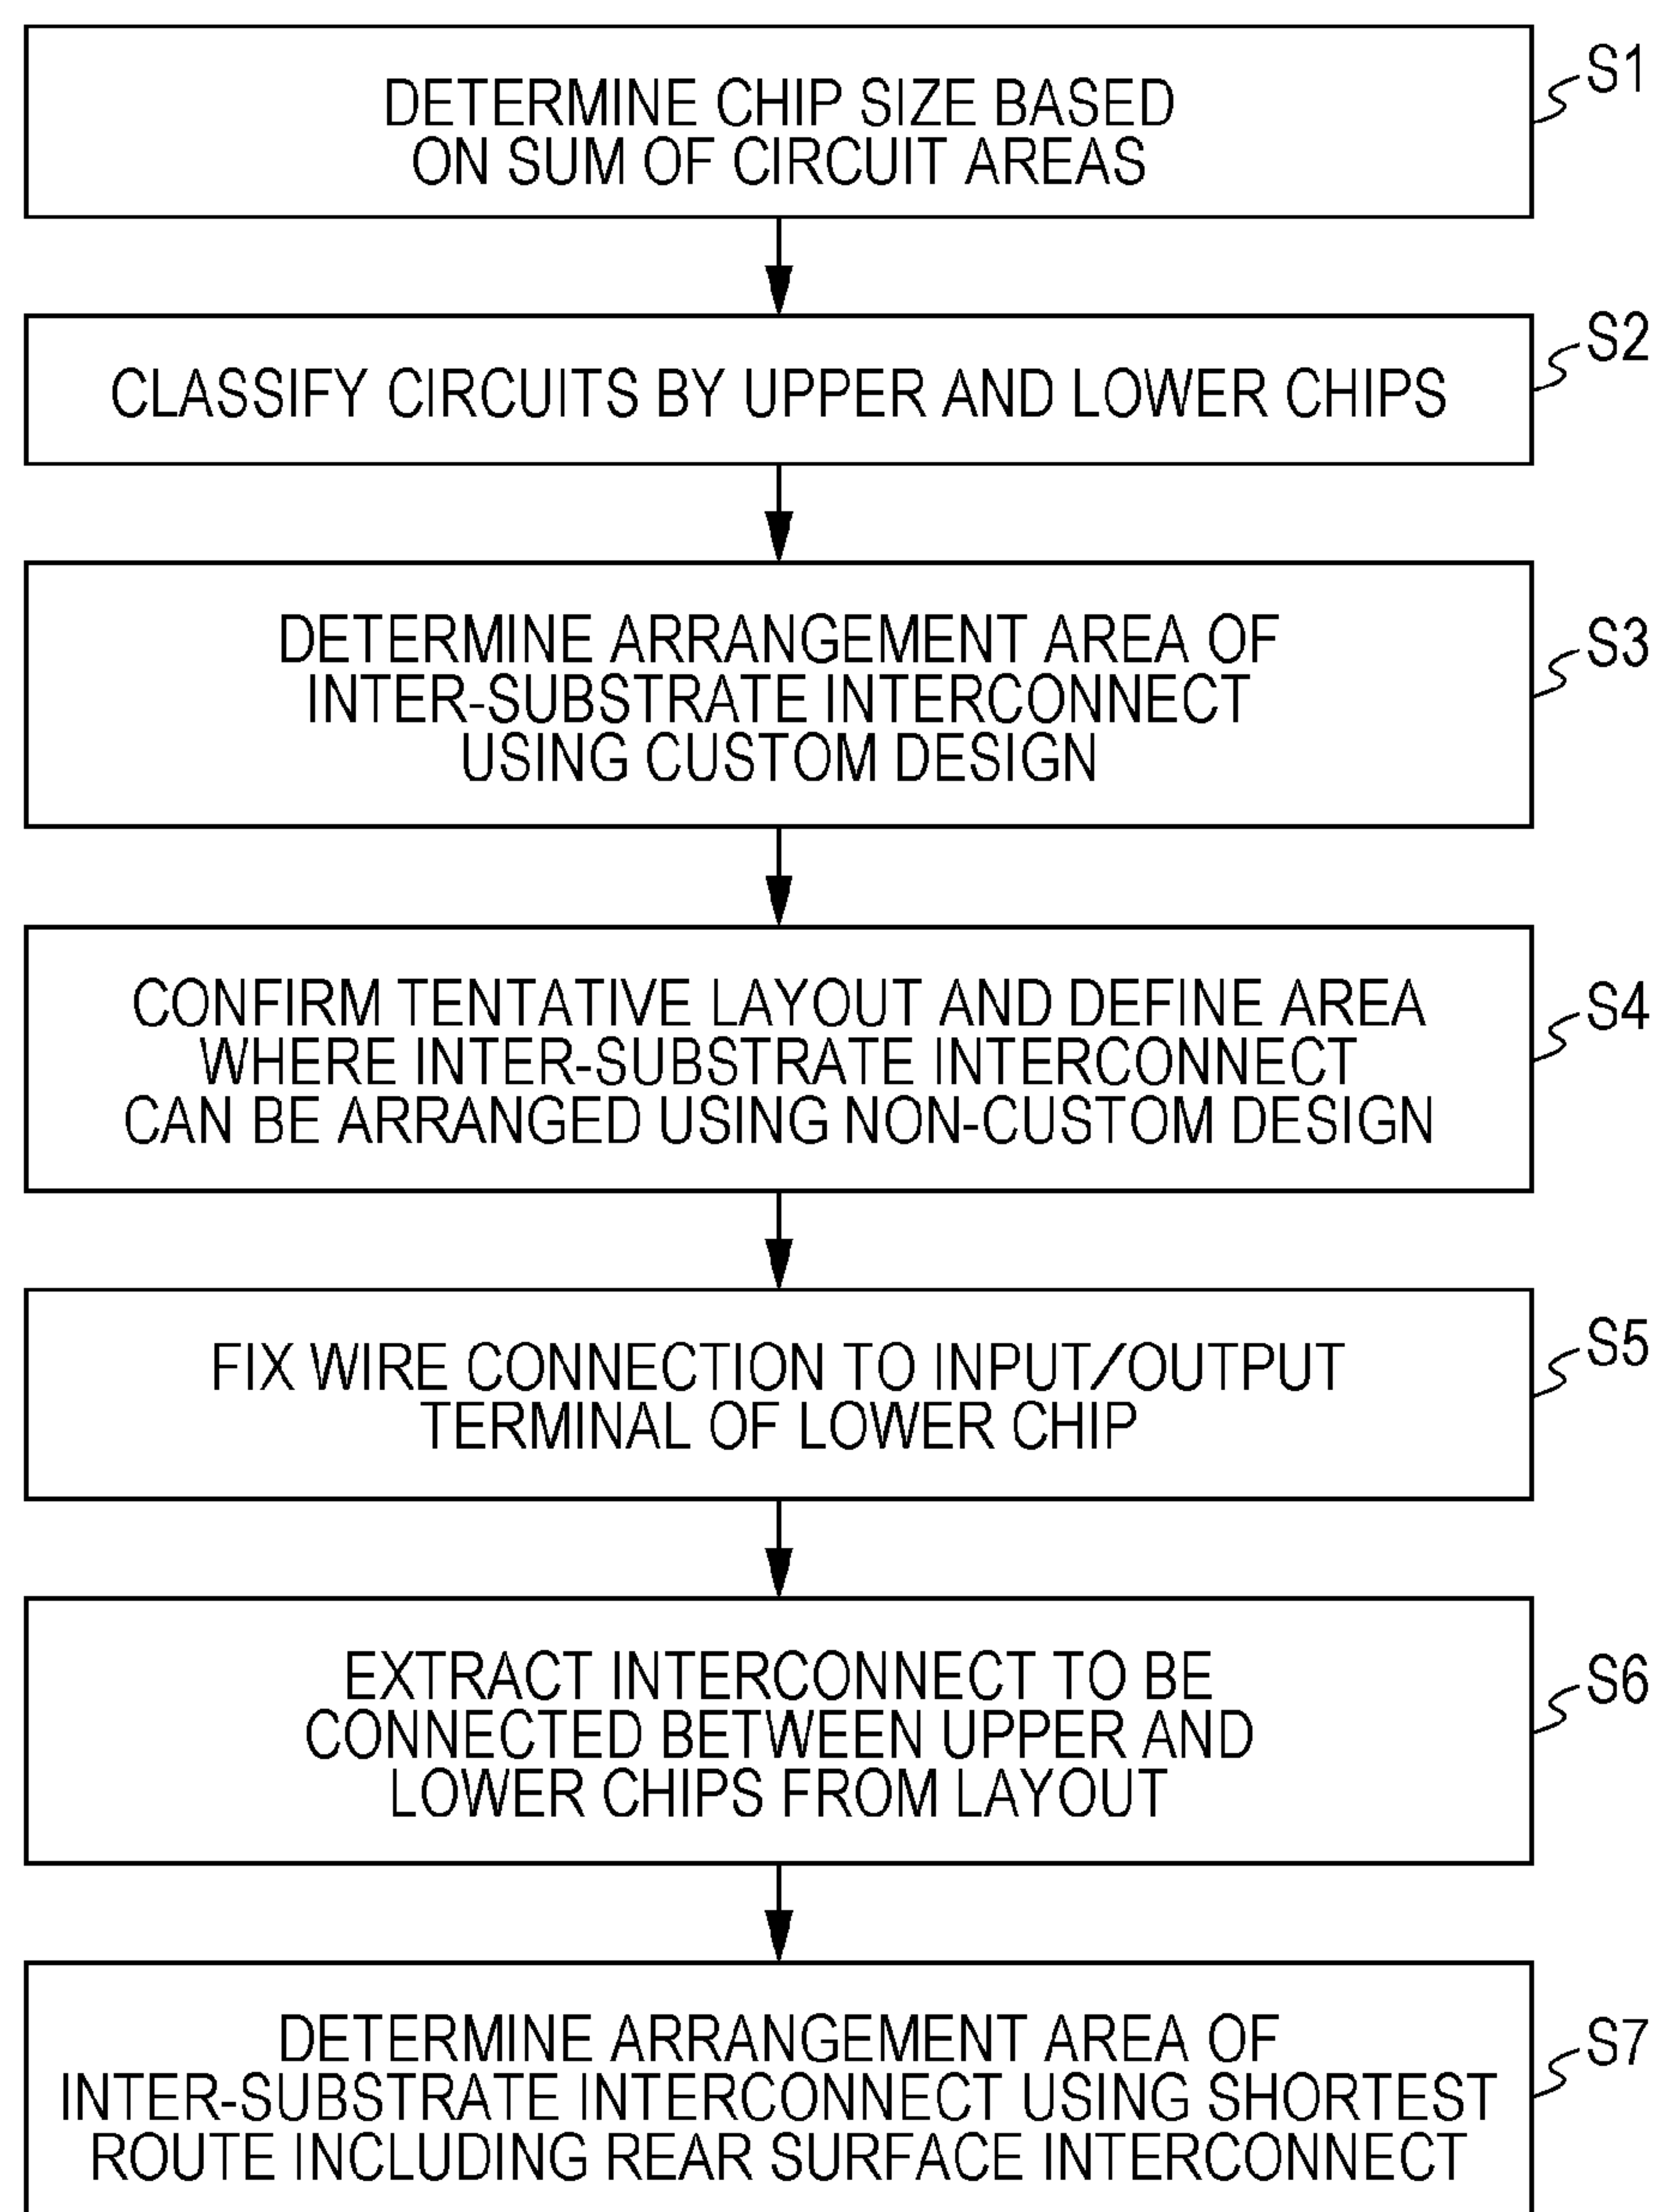 DETERMINE CHIP SIZE BASED
ON SUM OF CIRCUIT AREAS
S1
CLASSIFY CIRCUITS BY UPPER AND LOWER CHIPS
S2
DETERMINE ARRANGEMENT AREA OF
INTER-SUBSTRATE INTERCONNECT
USING CUSTOM DESIGN
S3
CONFIRM TENTATIVE LAYOUT AND DEFINE AREA
WHERE INTER-SUBSTRATE INTERCONNECT
CAN BE ARRANGED USING NON-CUSTOM DESIGN
S4
FIX WIRE CONNECTION TO INPUT/OUTPUT
TERMINAL OF LOWER CHIP
S5
EXTRACT INTERCONNECT TO BE
CONNECTED BETWEEN UPPER AND
LOWER CHIPS FROM LAYOUT
S6
DETERMINE ARRANGEMENT AREA OF
INTER-SUBSTRATE INTERCONNECT USING SHORTEST
ROUTE INCLUDING REAR SURFACE INTERCONNECT
S7